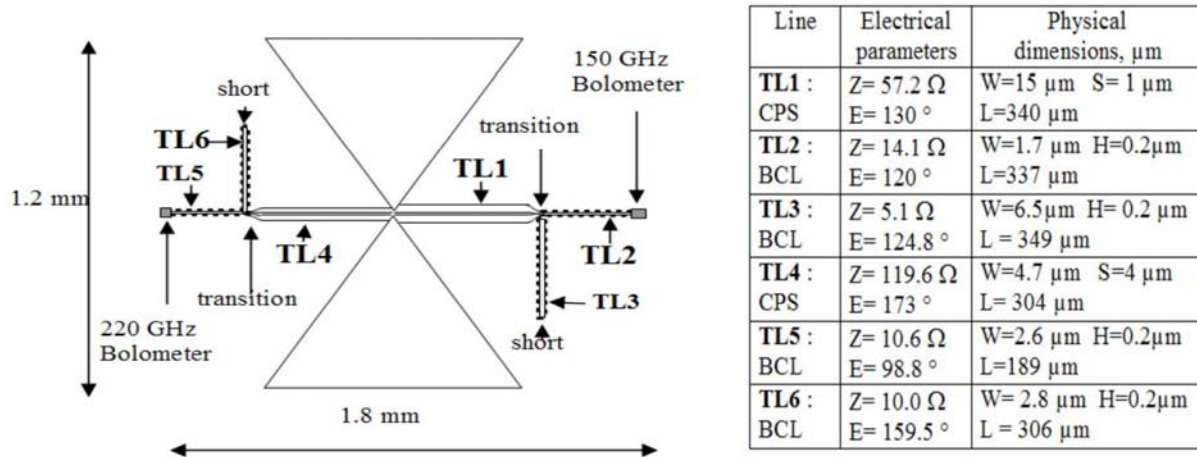 150 GHz
Bolometer
short
transition
TL6
TL1
TL5
1.2 mm
TL4
TL2
transition
TL3
220 GHz
Bolometer
short
1.8 mm
Line Electrical parameters Physical dimensions, µm
TL1 : Z= 57.2 Ω W=15 µm S= 1 µm
CPS E= 130 ° L=340 µm
TL2 : Z= 14.1 Ω W=1.7 µm H=0.2µm
BCL E= 120 ° L=337 µm
TL3 : Z= 5.1 Ω W=6.5µm H= 0.2 µm
BCL E= 124.8 ° L = 349 µm
TL4 : Z= 119.6 Ω W=4.7 µm S=4 µm
CPS E= 173 ° L= 304 µm
TL5 : Z= 10.6 Ω W=2.6 µm H=0.2µm
BCL E= 98.8 ° L=189 µm
TL6 : Z= 10.0 Ω W= 2.8 µm H=0.2µm
BCL E= 159.5 ° L = 306 µm